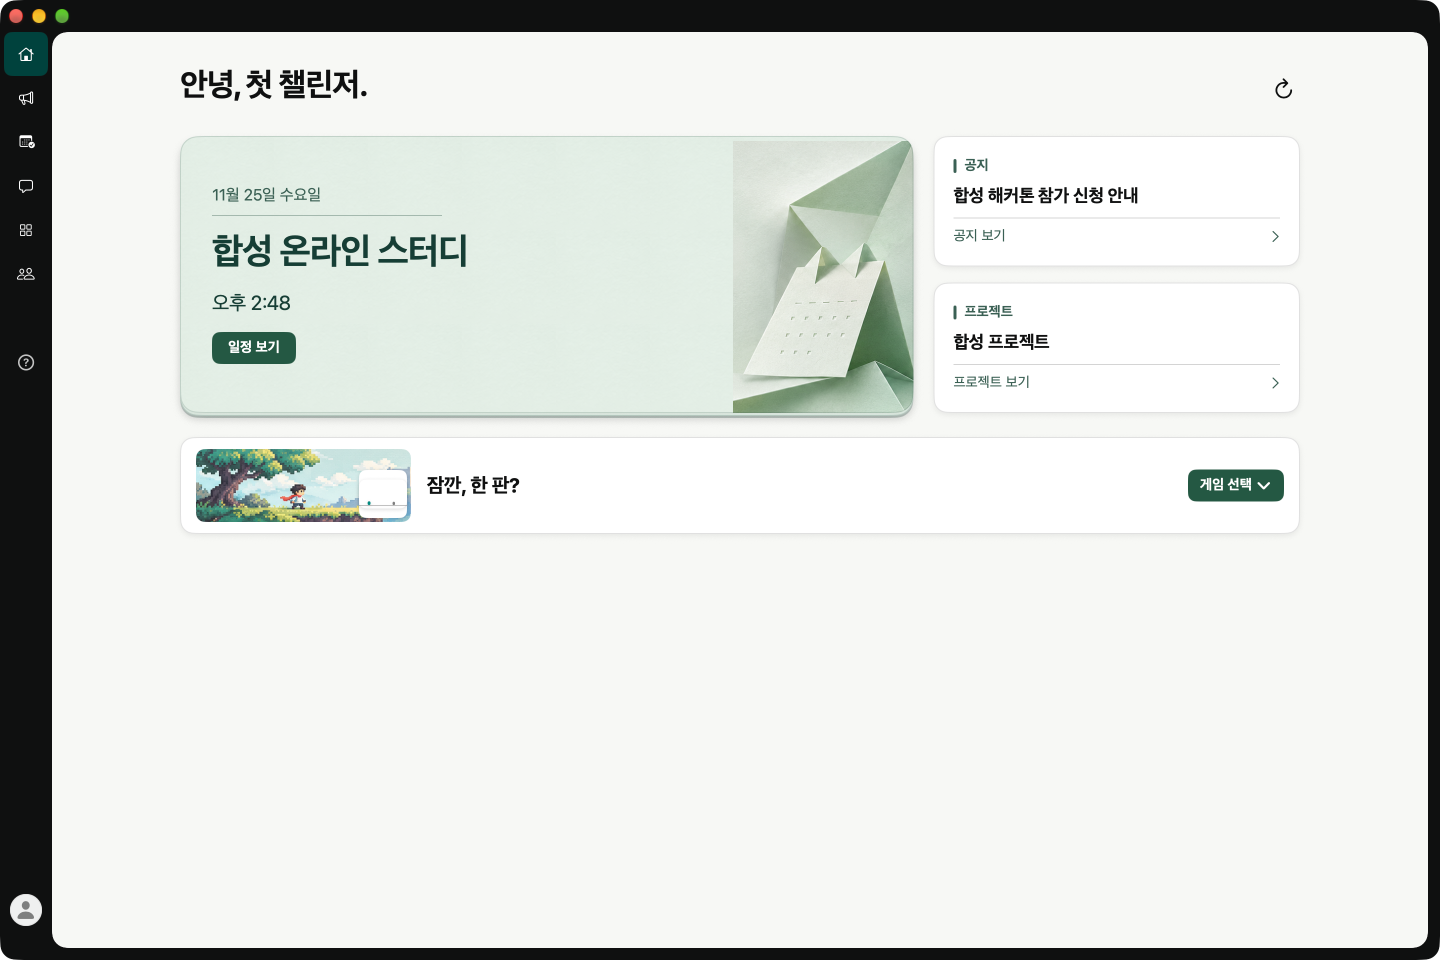 안녕, 첫 챌린저.
11월 25일 수요일
합성 온라인 스터디
오후 2:48
일정 보기
공지
합성 해커톤 참가 신청 안내
공지 보기
프로젝트
합성 프로젝트
프로젝트 보기
잠깐, 한 판?
게임 선택